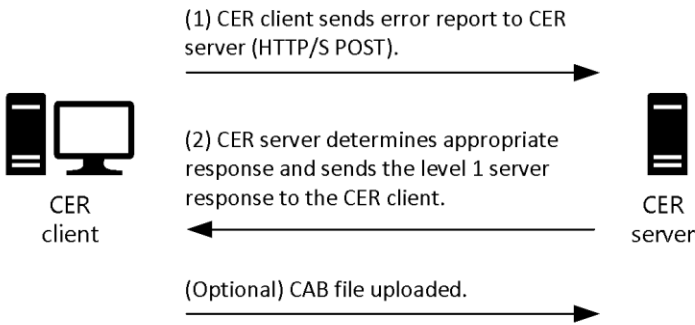 (1) CER client sends error report to CER
server (HTTP/S POST).
(2) CER server determines appropriate
response and sends the level 1 server
response to the CER client.
CER
client
CER
server
(Optional) CAB file uploaded.